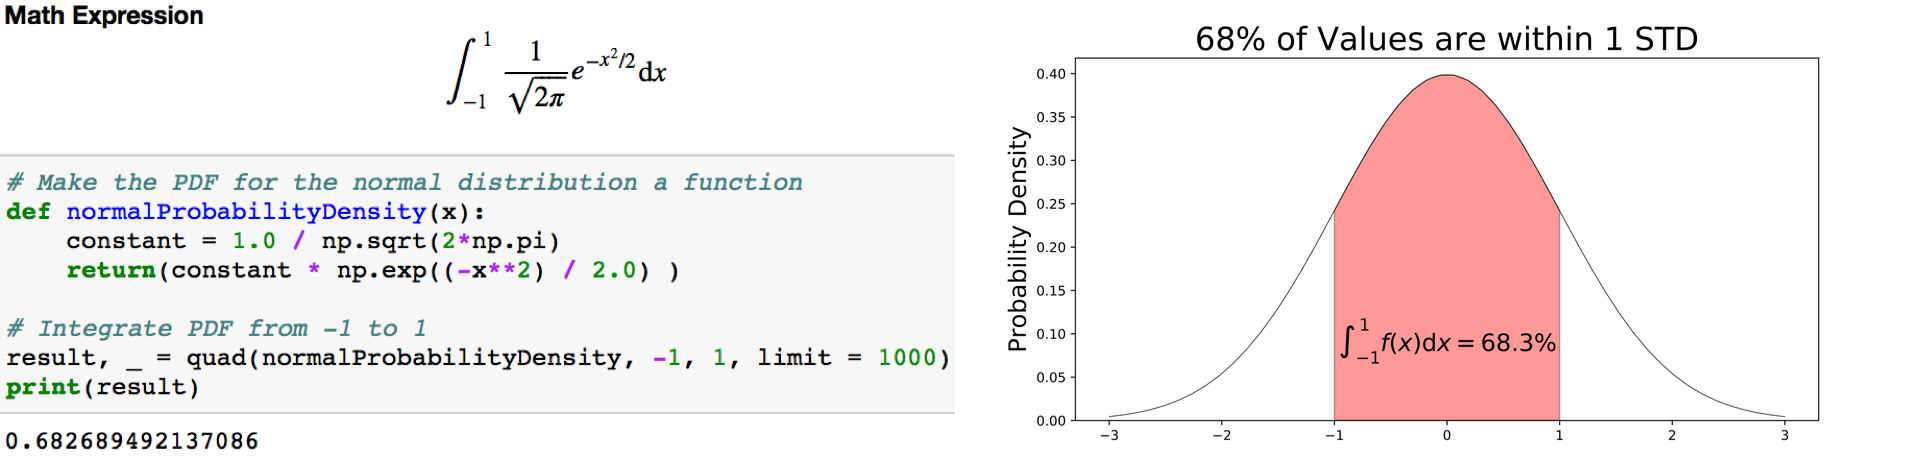 Math Expression
∫_{-1}^{1} \frac{1}{\sqrt{2π}} e^{-x^2/2} dx
# Make the PDF for the normal distribution a function
def normalProbabilityDensity(x):
    constant = 1.0 / np.sqrt(2*np.pi)
    return(constant * np.exp((-x**2) / 2.0) )
# Integrate PDF from -1 to 1
result, _ = quad(normalProbabilityDensity, -1, 1, limit = 1000)
print(result)
0.682689492137086
68% of Values are within 1 STD
Probability Density
0.40
0.35
0.30
0.25
0.20
0.15
0.10
0.05
0.00
∫_{-1}^{1} f(x)dx = 68.3%
−3 −2 −1 0 1 2 3